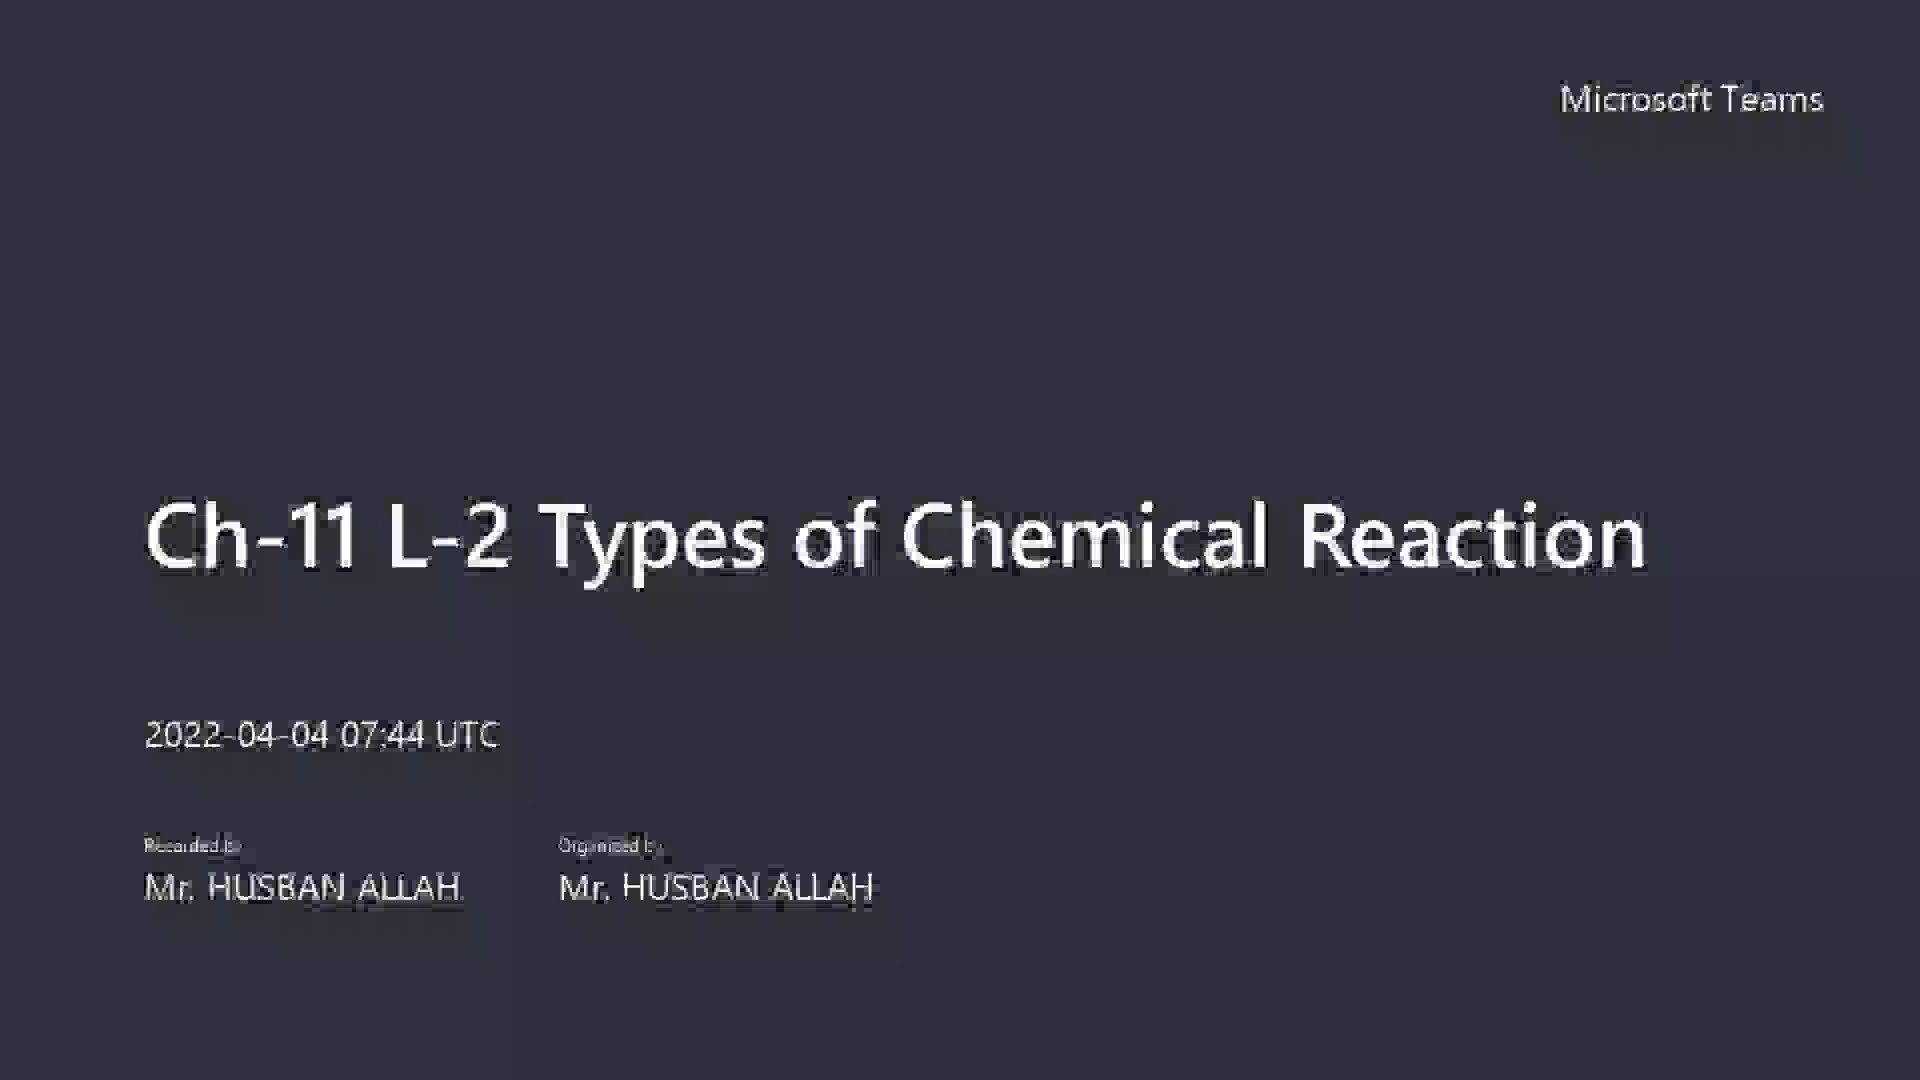 Microsoft Teams
Ch-11 L-2 Types of Chemical Reaction
2022-04-04 07:44 UTC
Recorded by
Organized by
Mr. HUSBAN ALLAH
Mr. HUSBAN ALLAH